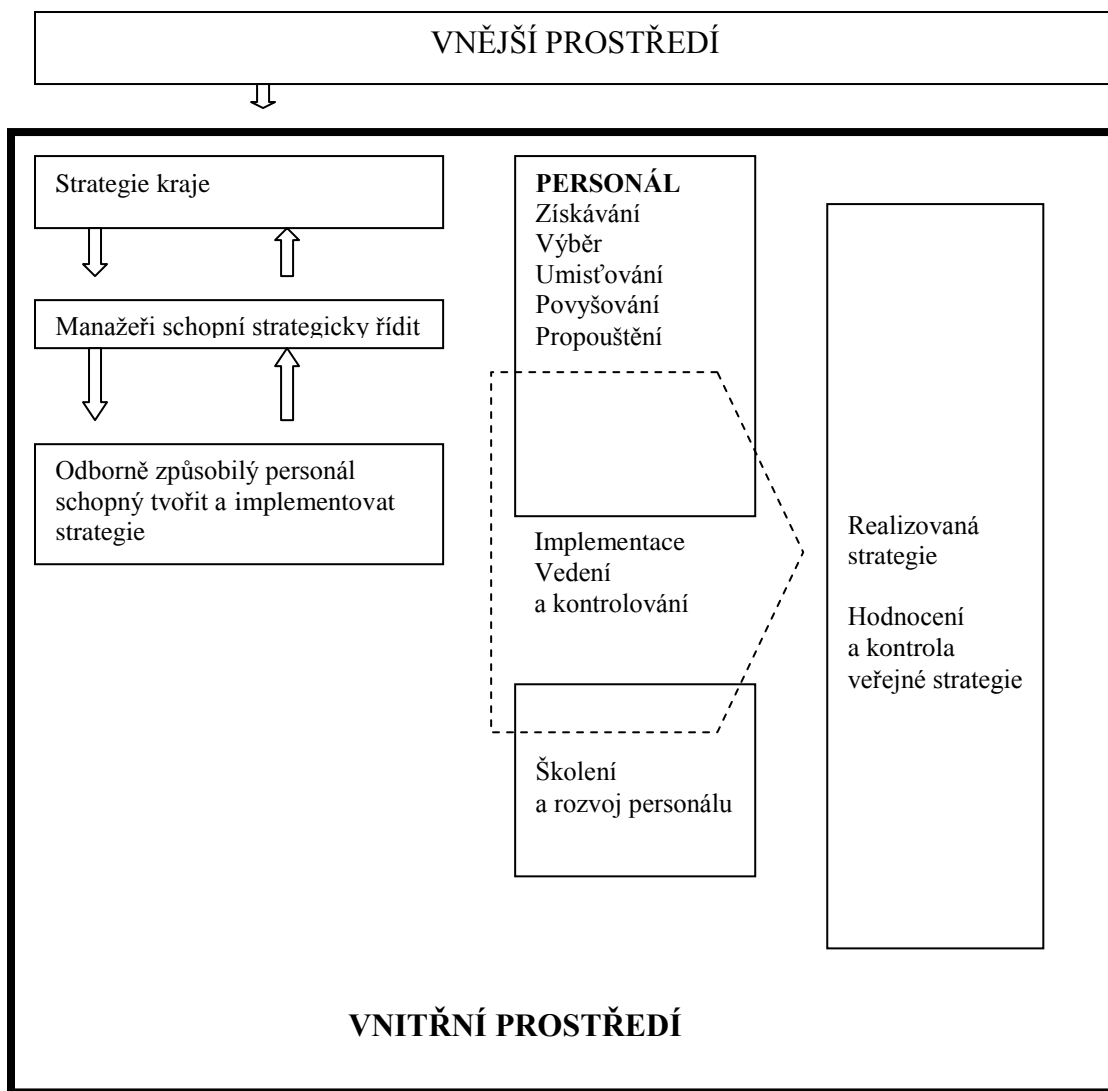 VNĚJŠÍ PROSTŘEDÍ
Strategie kraje
Manažeři schopní strategicky řídit
Odborně způsobilý personál
schopný tvořit a implementovat
strategie
PERSONÁL
Získávání
Výběr
Umisťování
Povyšování
Propouštění
Implementace
Vedení
a kontrolování
Školení
a rozvoj personálu
Realizovaná
strategie
Hodnocení
a kontrola
veřejné strategie
VNITŘNÍ PROSTŘEDÍ